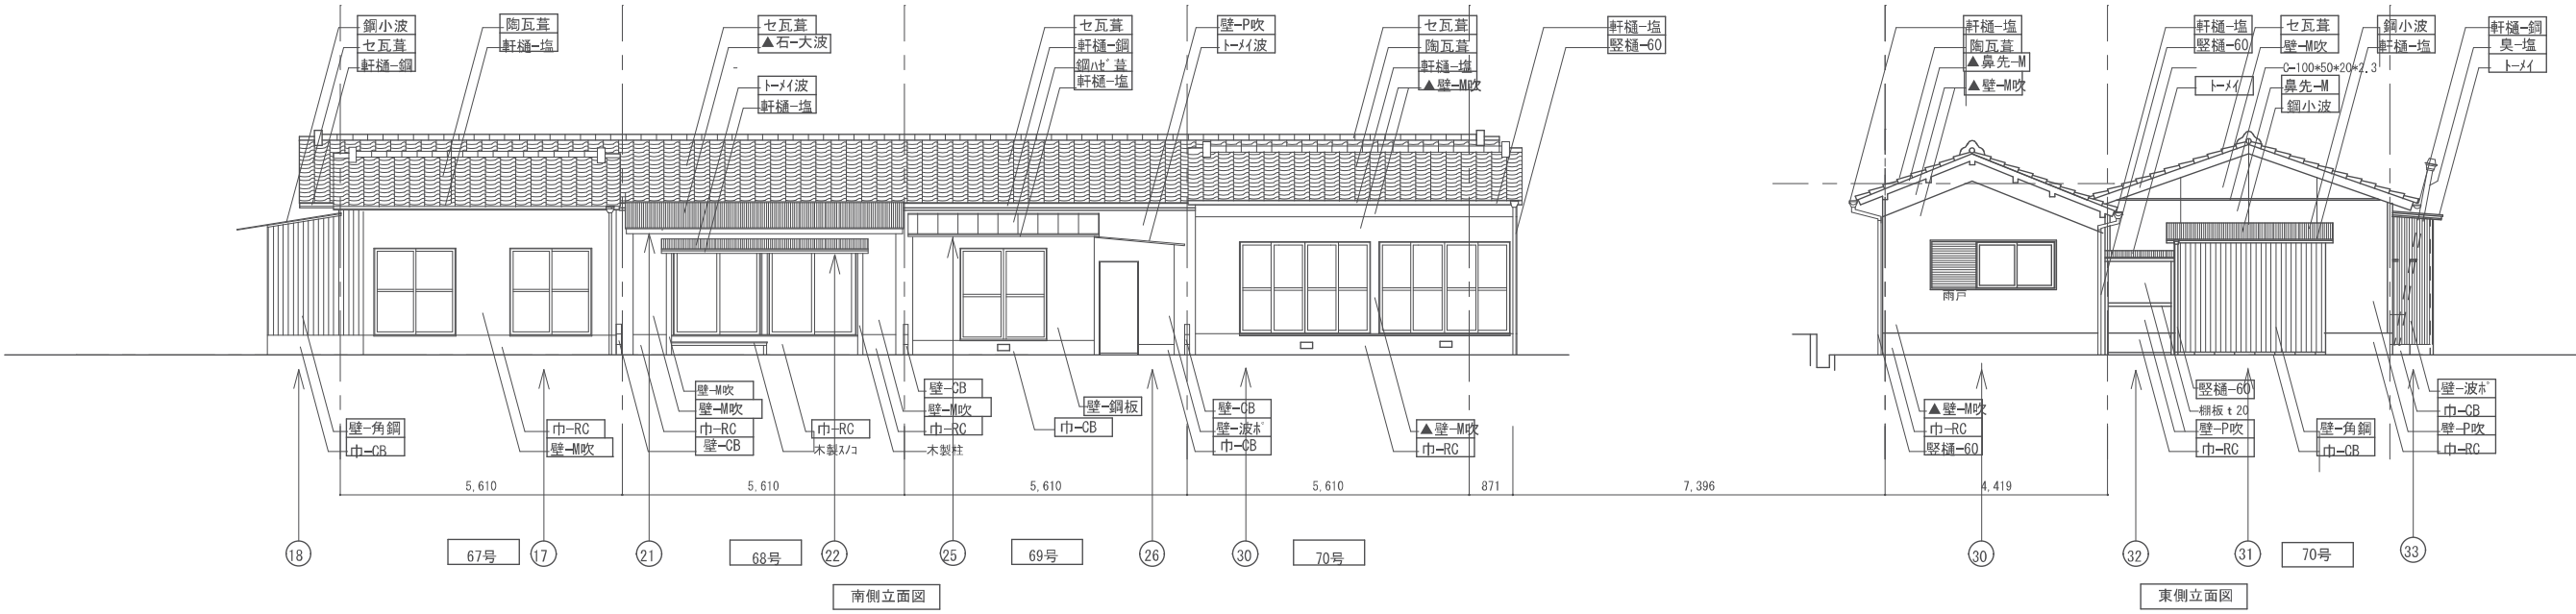 鋼小波
セ瓦葺
軒樋-鋼
陶瓦葺
軒樋-塩
セ瓦葺
▲石-大波
トーメイ波
軒樋-塩
セ瓦葺
軒樋-鋼
鋼ハゼ葺
軒樋-塩
壁-P吹
トーメイ波
セ瓦葺
陶瓦葺
軒樋-塩
▲壁-M吹
軒樋-塩
竪樋-60
軒樋-塩
陶瓦葺
▲鼻先-M
▲壁-M吹
軒樋-塩
竪樋-60
トーメイ
セ瓦葺
壁-M吹
C-100*50*20*2.3
鼻先-M
鋼小波
鋼小波
軒樋-塩
軒樋-鋼
臭-塩
トーメイ
雨戸
壁-角鋼
巾-CB
巾-RC
壁-M吹
壁-M吹
壁-M吹
巾-RC
壁-CB
巾-RC
木製スノコ
壁-CB
壁-M吹
巾-RC
木製柱
壁-鋼板
巾-CB
壁-CB
壁-波ポ
巾-CB
▲壁-M吹
巾-RC
▲壁-M吹
巾-RC
竪樋-60
竪樋-60
棚板 t 20
壁-P吹
巾-RC
壁-角鋼
巾-CB
壁-波ポ
巾-CB
壁-P吹
巾-RC
5,610
5,610
5,610
5,610
871
7,396
4,419
18
67号
17
21
68号
22
25
69号
26
30
70号
30
32
31
70号
33
南側立面図
東側立面図